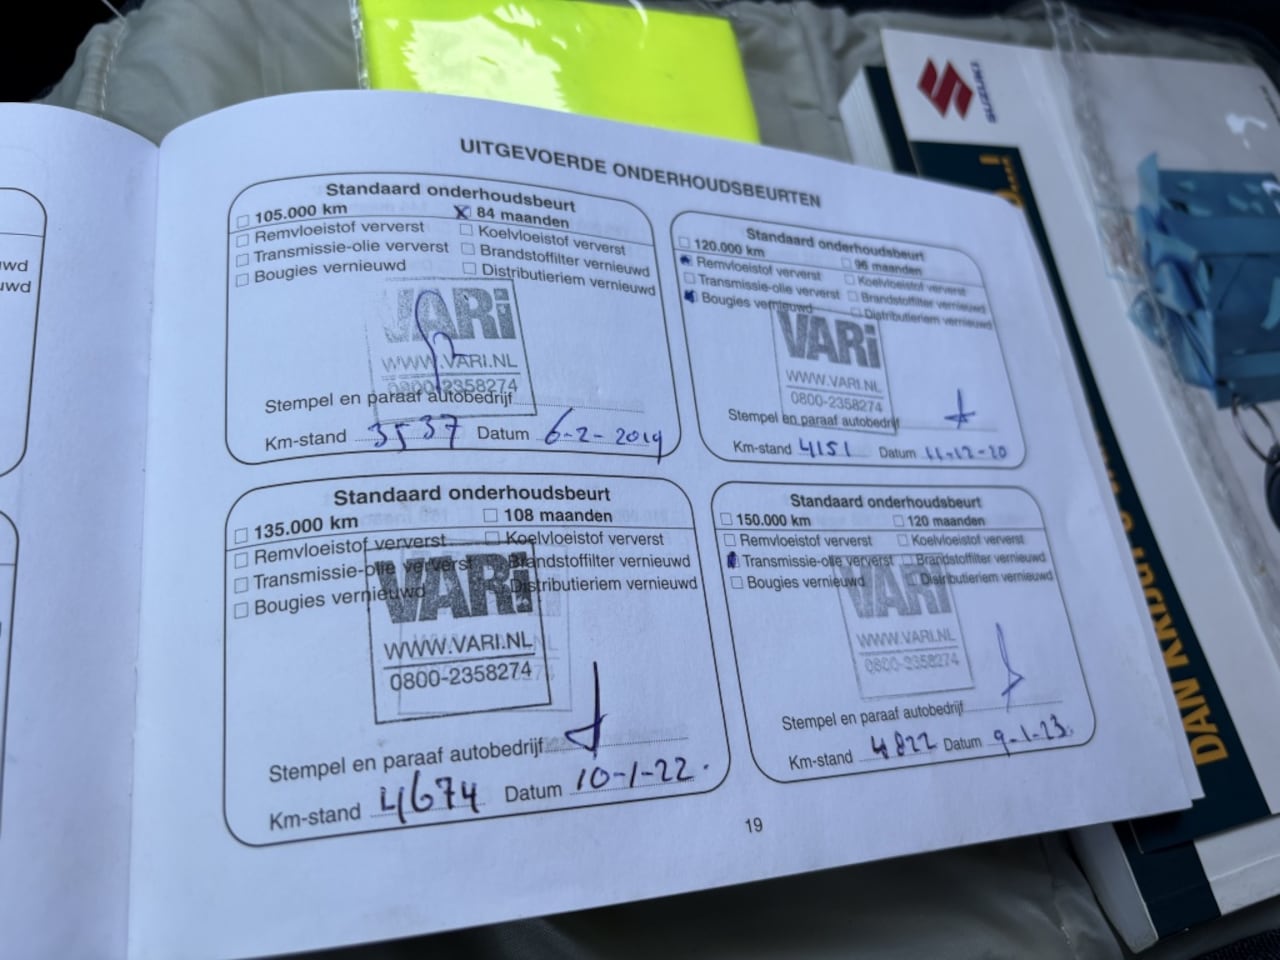 UITGEVOERDE ONDERHOUDSBEURTEN
Standaard onderhoudsbeurt
105.000 km
84 maanden
Remvloeistof ververst
Koelvloeistof ververst
Transmissie-olie ververst
Brandstoffilter vernieuwd
Bougies vernieuwd
Distributieriem vernieuwd
VARi
WWW.VARI.NL
0800-2358274
Stempel en paraaf autobedrijf
Km-stand 3537 Datum 6-2-2019
Standaard onderhoudsbeurt
120.000 km
96 maanden
Remvloeistof ververst
Koelvloeistof ververst
Transmissie-olie ververst
Brandstoffilter vernieuwd
Bougies vernieuwd
Distributieriem vernieuwd
VARi
WWW.VARI.NL
0800-2358274
Stempel en paraaf autobedrijf
Km-stand 4151 Datum 11-12-20
Standaard onderhoudsbeurt
135.000 km
108 maanden
Remvloeistof ververst
Koelvloeistof ververst
Transmissie-olie ververst
Brandstoffilter vernieuwd
Bougies vernieuwd
Distributieriem vernieuwd
VARi
WWW.VARI.NL
0800-2358274
Stempel en paraaf autobedrijf
Km-stand 4674 Datum 10-1-22.
Standaard onderhoudsbeurt
150.000 km
120 maanden
Remvloeistof ververst
Koelvloeistof ververst
Transmissie-olie ververst
Brandstoffilter vernieuwd
Bougies vernieuwd
Distributieriem vernieuwd
VARi
WWW.VARI.NL
0800-2358274
Stempel en paraaf autobedrijf
Km-stand 4822 Datum 9-1-23.
19
uwd
SUZUKI
DAN KRIJGT U